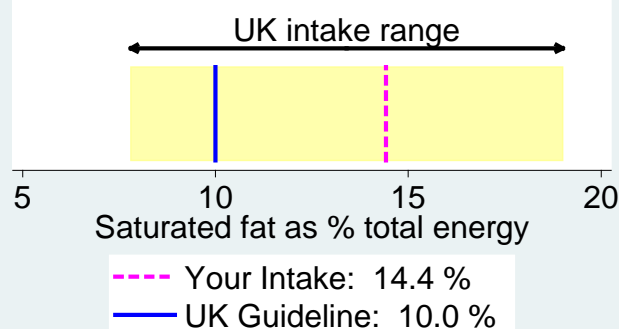 UK intake range
5 10 15 20
Saturated fat as % total energy
Your Intake: 14.4 %
UK Guideline: 10.0 %